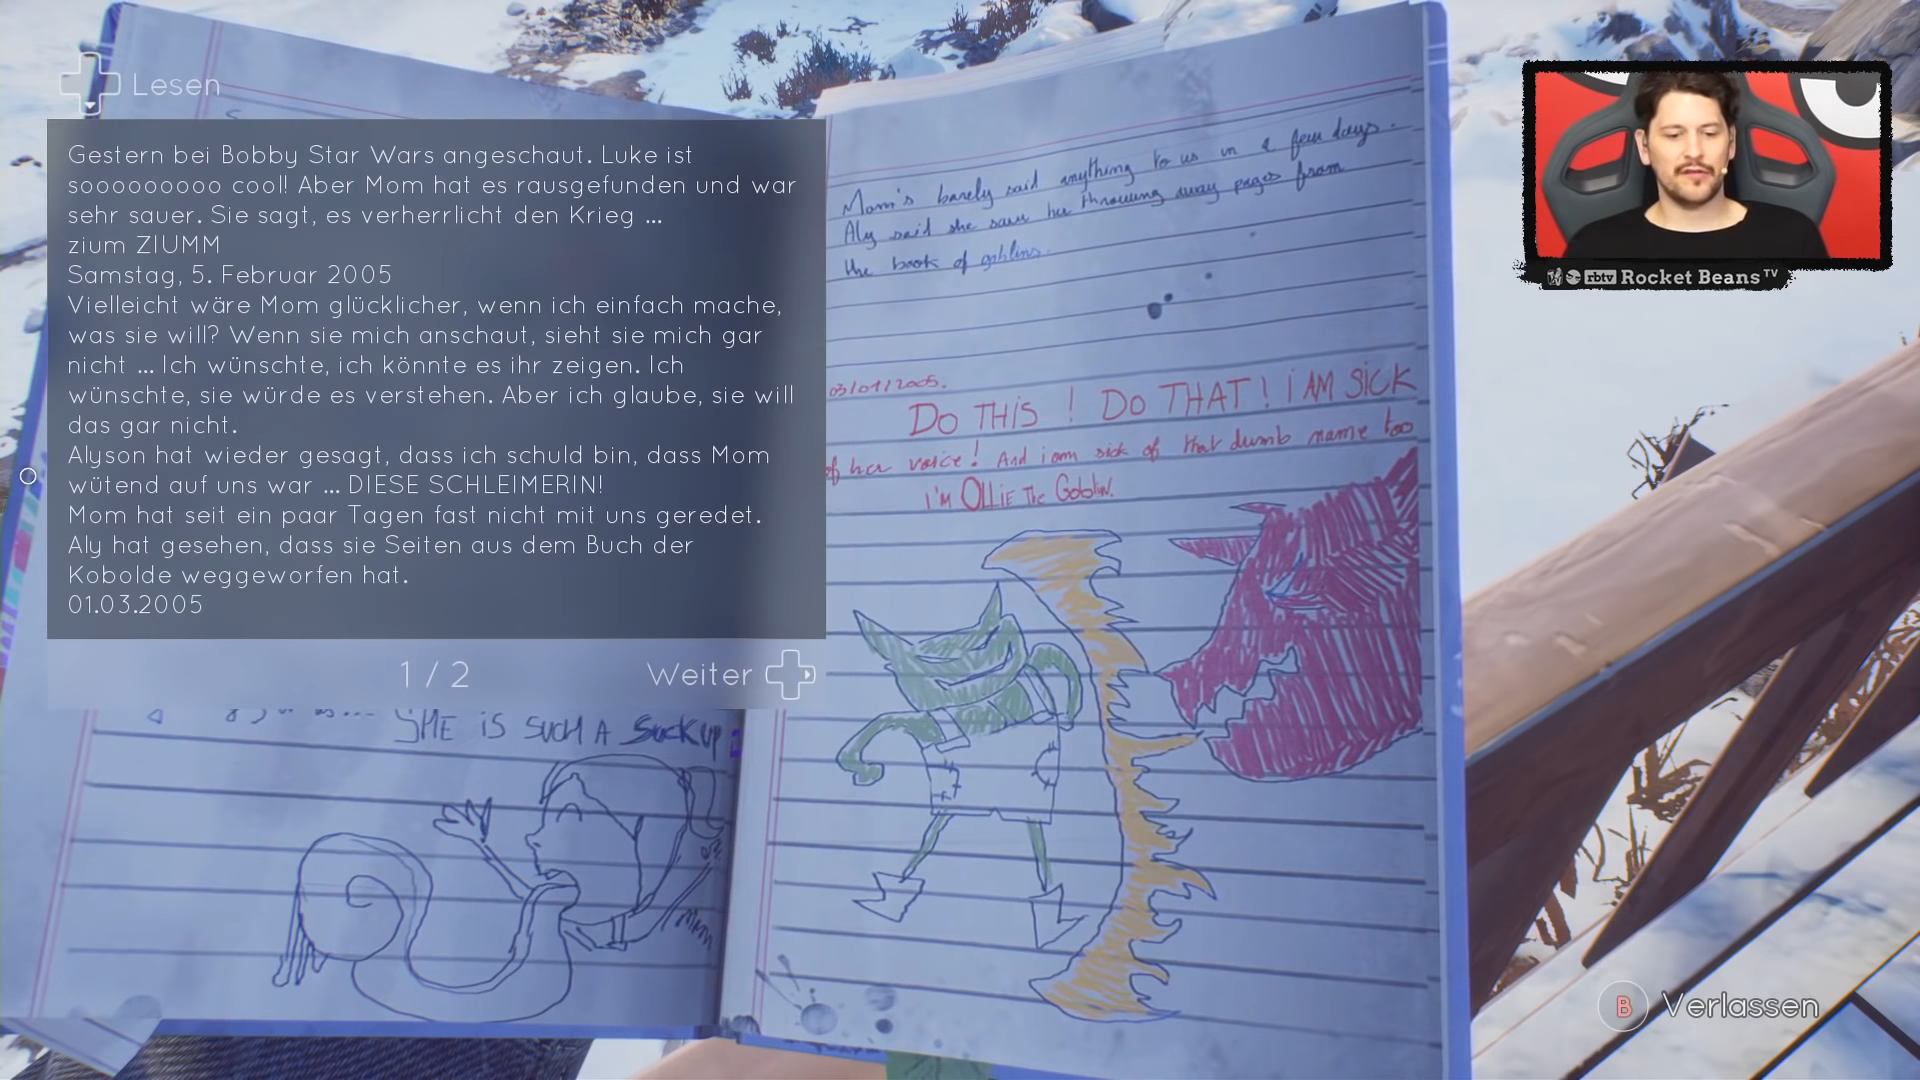 Lesen
Gestern bei Bobby Star Wars angeschaut. Luke ist
sooooooooo cool! Aber Mom hat es rausgefunden und war
sehr sauer. Sie sagt, es verherrlicht den Krieg ...
zium ZIUMM
Samstag, 5. Februar 2005
Vielleicht wäre Mom glücklicher, wenn ich einfach mache,
was sie will? Wenn sie mich anschaut, sieht sie mich gar
nicht ... Ich wünschte, ich könnte es ihr zeigen. Ich
wünschte, sie würde es verstehen. Aber ich glaube, sie will
das gar nicht.
Alyson hat wieder gesagt, dass ich schuld bin, dass Mom
wütend auf uns war ... DIESE SCHLEIMERIN!
Mom hat seit ein paar Tagen fast nicht mit uns geredet.
Aly hat gesehen, dass sie Seiten aus dem Buch der
Kobolde weggeworfen hat.
01.03.2005
1 / 2
Weiter
SHE iS SUCH A SUCKUP
Mom
Mom's barely said anything to us in a few days.
Aly said she saw her throwing away pages from
the book of goblins.
03/01/2005.
DO THiS ! DO THAT ! i AM SiCK
of her voice! And i am sick of that dumb name too
i'M OLLiE The Goblin.
rbtv Rocket Beans TV
B Verlassen